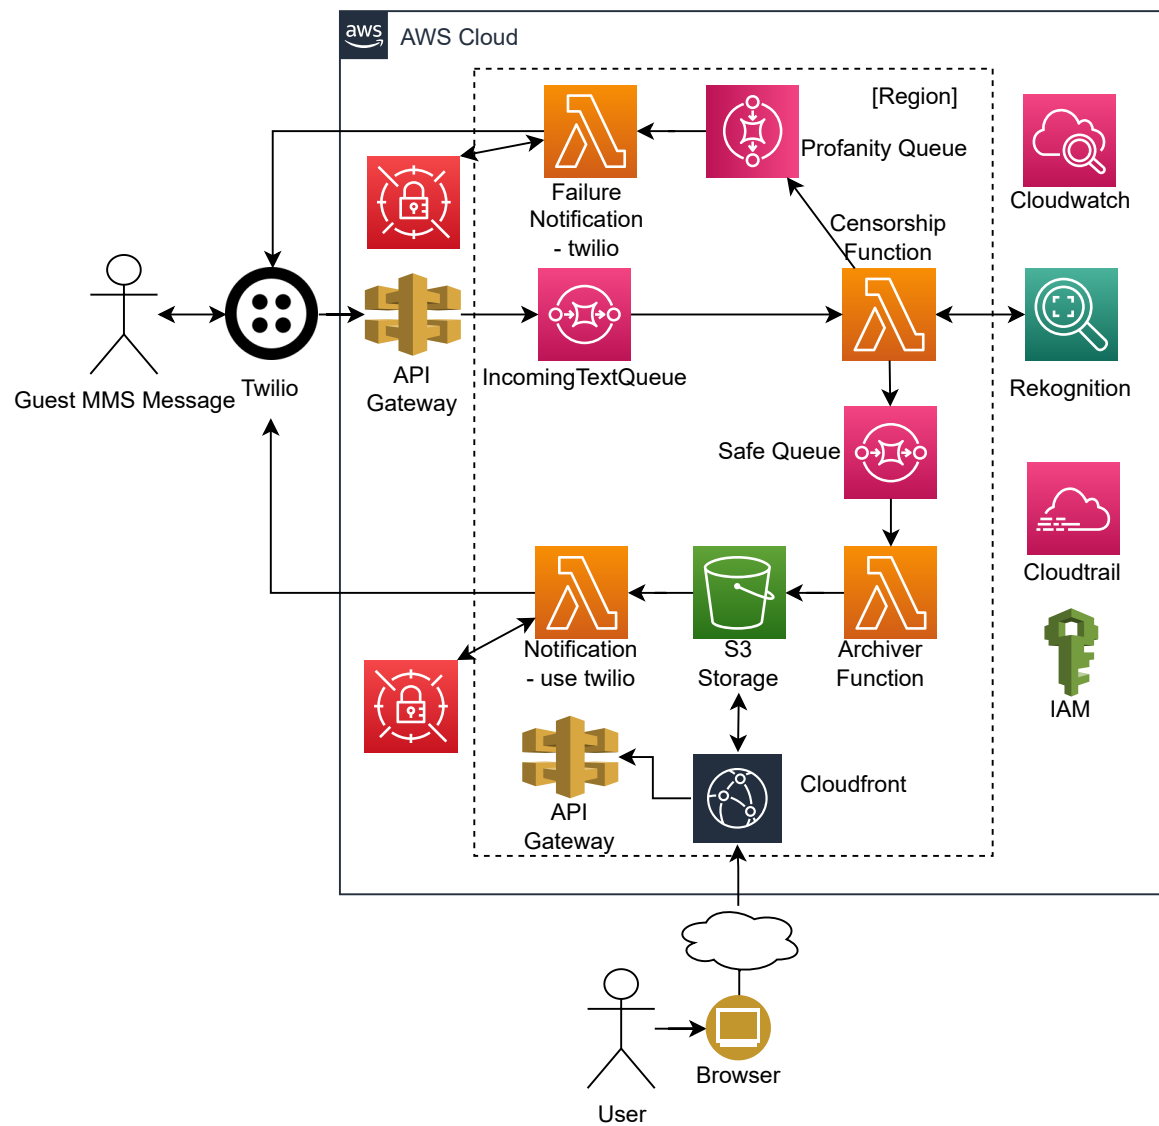 aws
AWS Cloud
[Region]
Profanity Queue
Cloudwatch
Failure
Notification
- twilio
Censorship
Function
Guest MMS Message
Twilio
API
Gateway
IncomingTextQueue
Rekognition
Safe Queue
Cloudtrail
Notification
- use twilio
S3
Storage
Archiver
Function
IAM
API
Gateway
Cloudfront
Browser
User